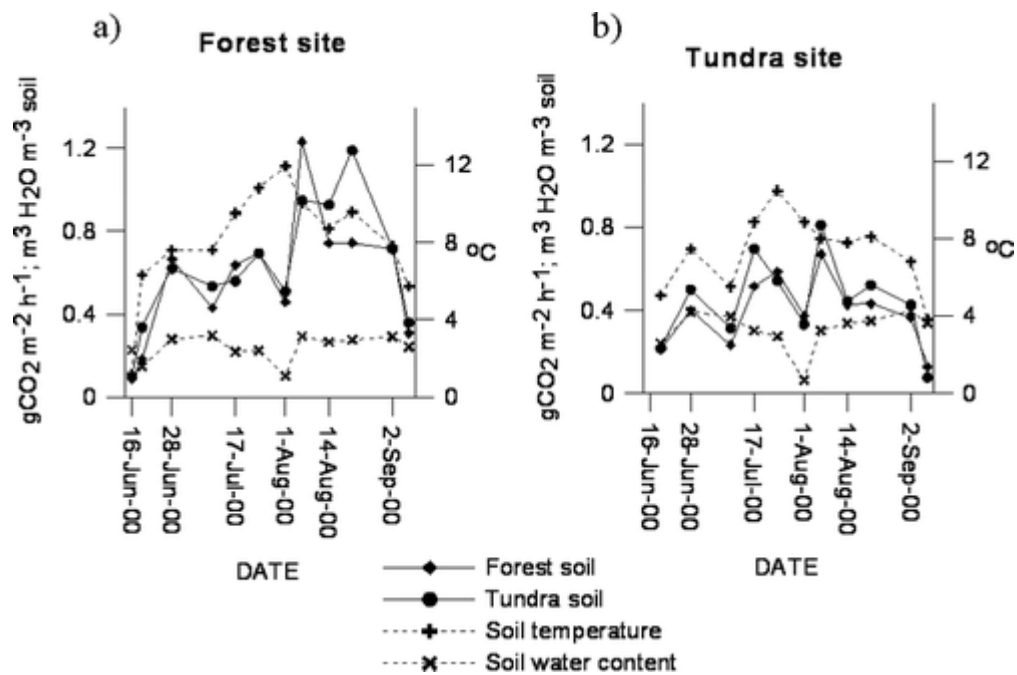 a)
Forest site
gCO2 m-2 h-1; m3 H2O m-3 soil
1.2
0.8
0.4
0
12
8
4
0
ºC
16-Jun-00
28-Jun-00
17-Jul-00
1-Aug-00
14-Aug-00
2-Sep-00
DATE
b)
Tundra site
gCO2 m-2 h-1; m3 H2O m-3 soil
1.2
0.8
0.4
0
12
8
4
0
ºC
16-Jun-00
28-Jun-00
17-Jul-00
1-Aug-00
14-Aug-00
2-Sep-00
DATE
Forest soil
Tundra soil
Soil temperature
Soil water content